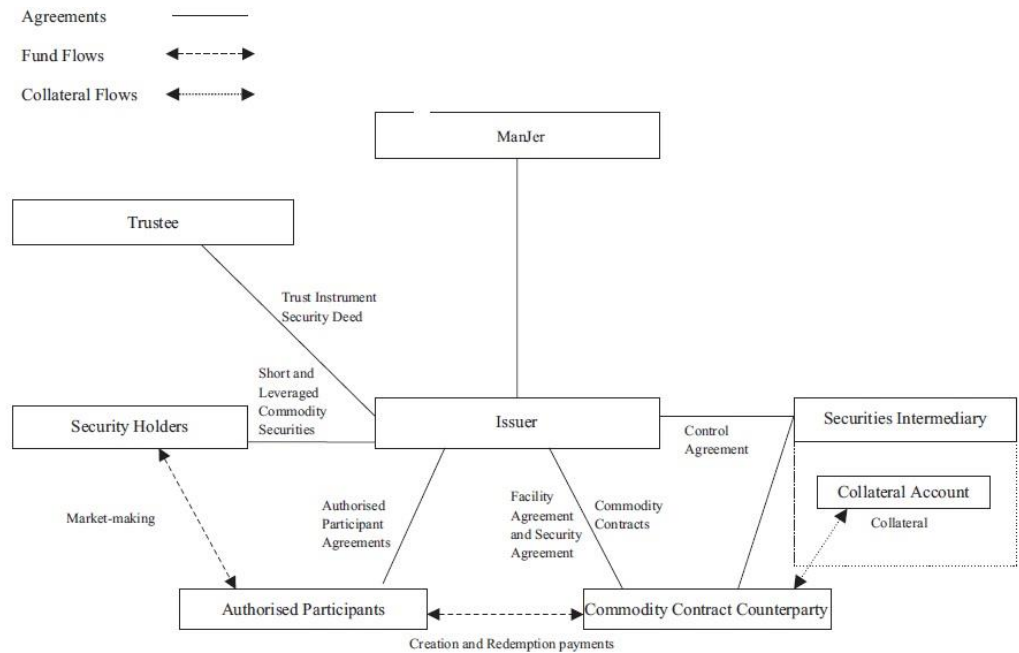 Agreements
Fund Flows
Collateral Flows
ManJer
Trustee
Trust Instrument
Security Deed
Short and
Leveraged
Commodity
Securities
Security Holders
Issuer
Securities Intermediary
Control
Agreement
Collateral Account
Collateral
Market-making
Authorised
Participant
Agreements
Facility
Agreement
and Security
Agreement
Commodity
Contracts
Authorised Participants
Commodity Contract Counterparty
Creation and Redemption payments